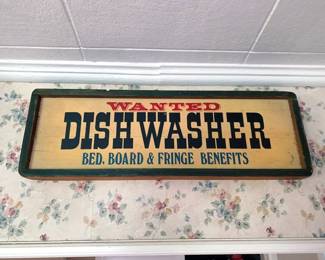 WANTED
DISHWASHER
BED, BOARD & FRINGE BENEFITS